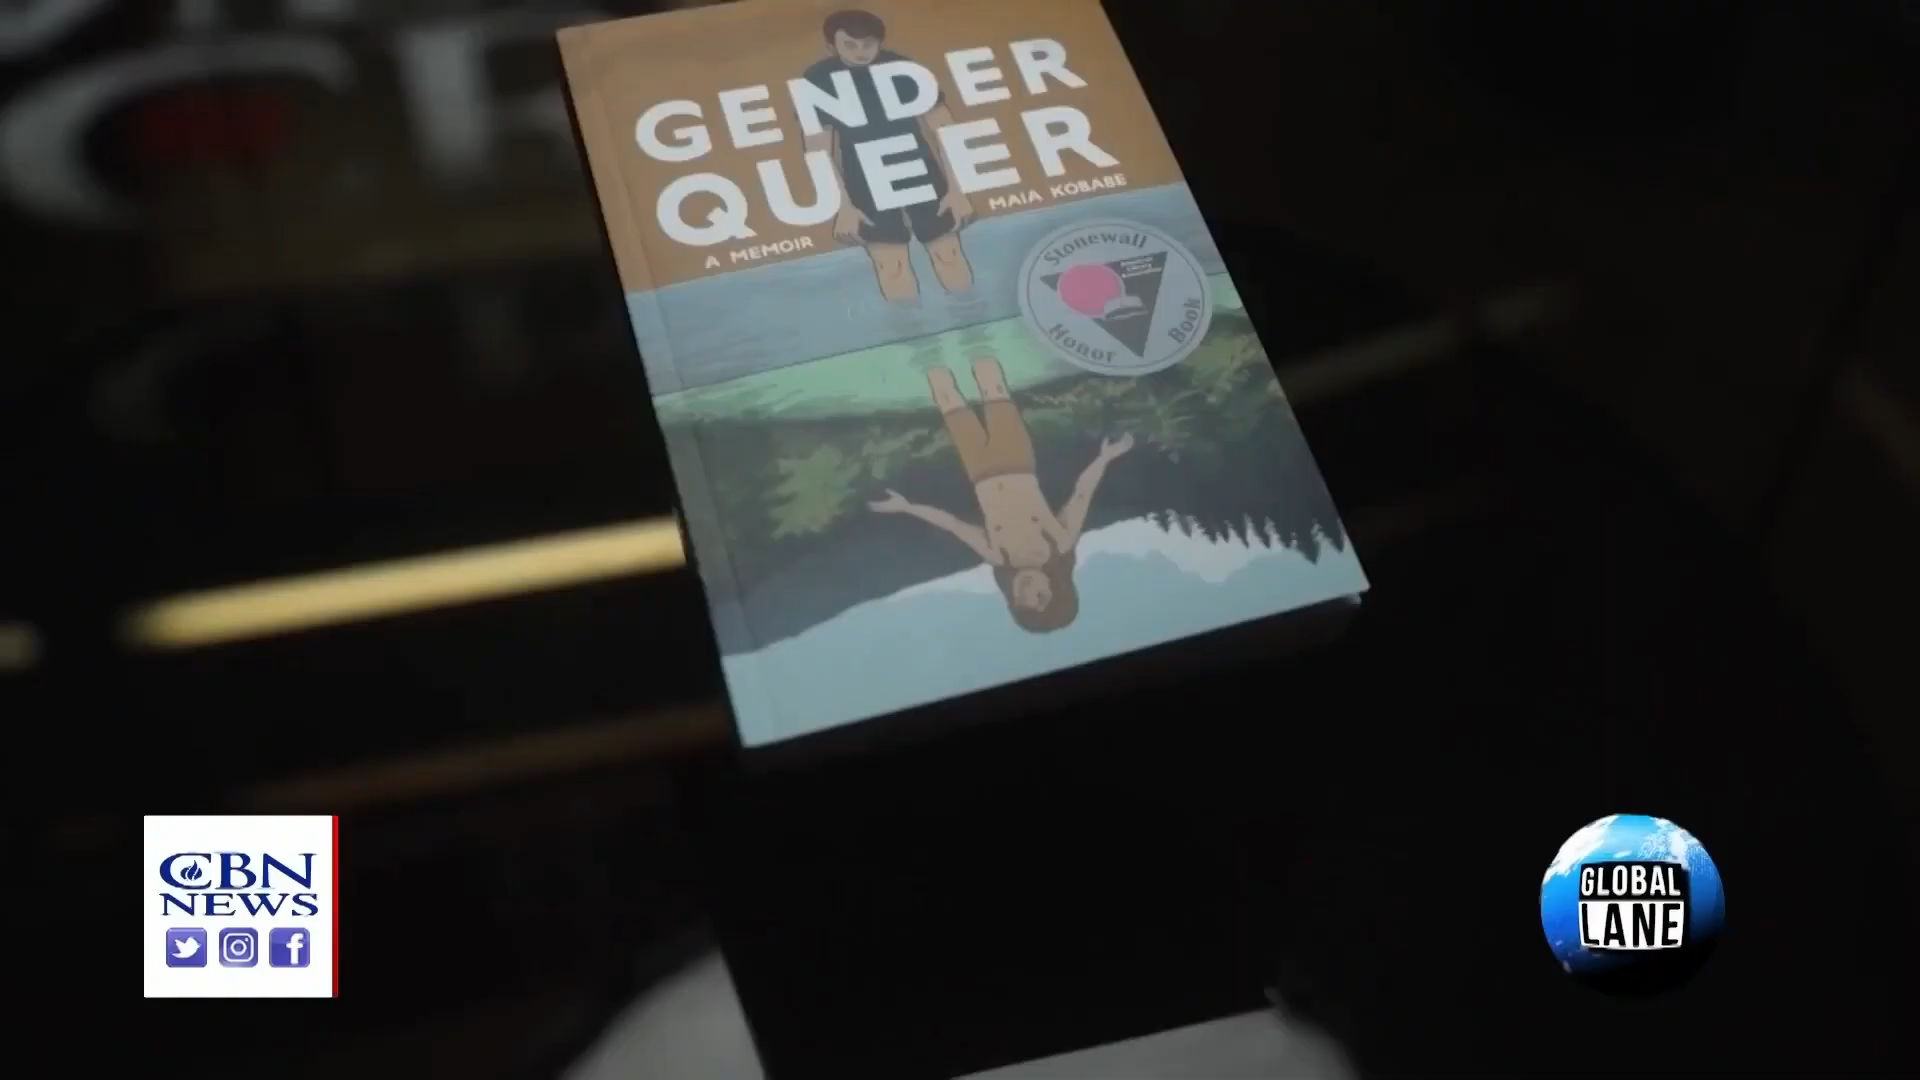 GENDER
QUEER
A MEMOIR
MAIA KOBABE
Stonewall
Honor
Book
CBN
NEWS
GLOBAL
LANE